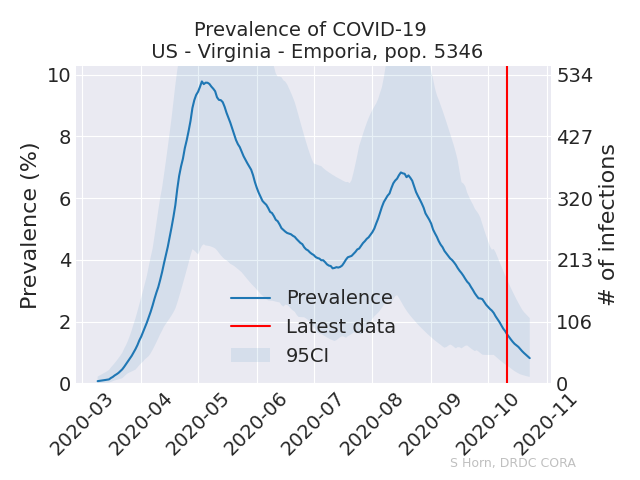 Prevalence of COVID-19
US - Virginia - Emporia, pop. 5346
10
8
6
4
2
0
Prevalence (%)
534
427
320
213
106
0
# of infections
Prevalence
Latest data
95CI
2020-03
2020-04
2020-05
2020-06
2020-07
2020-08
2020-09
2020-10
2020-11
S Horn, DRDC CORA